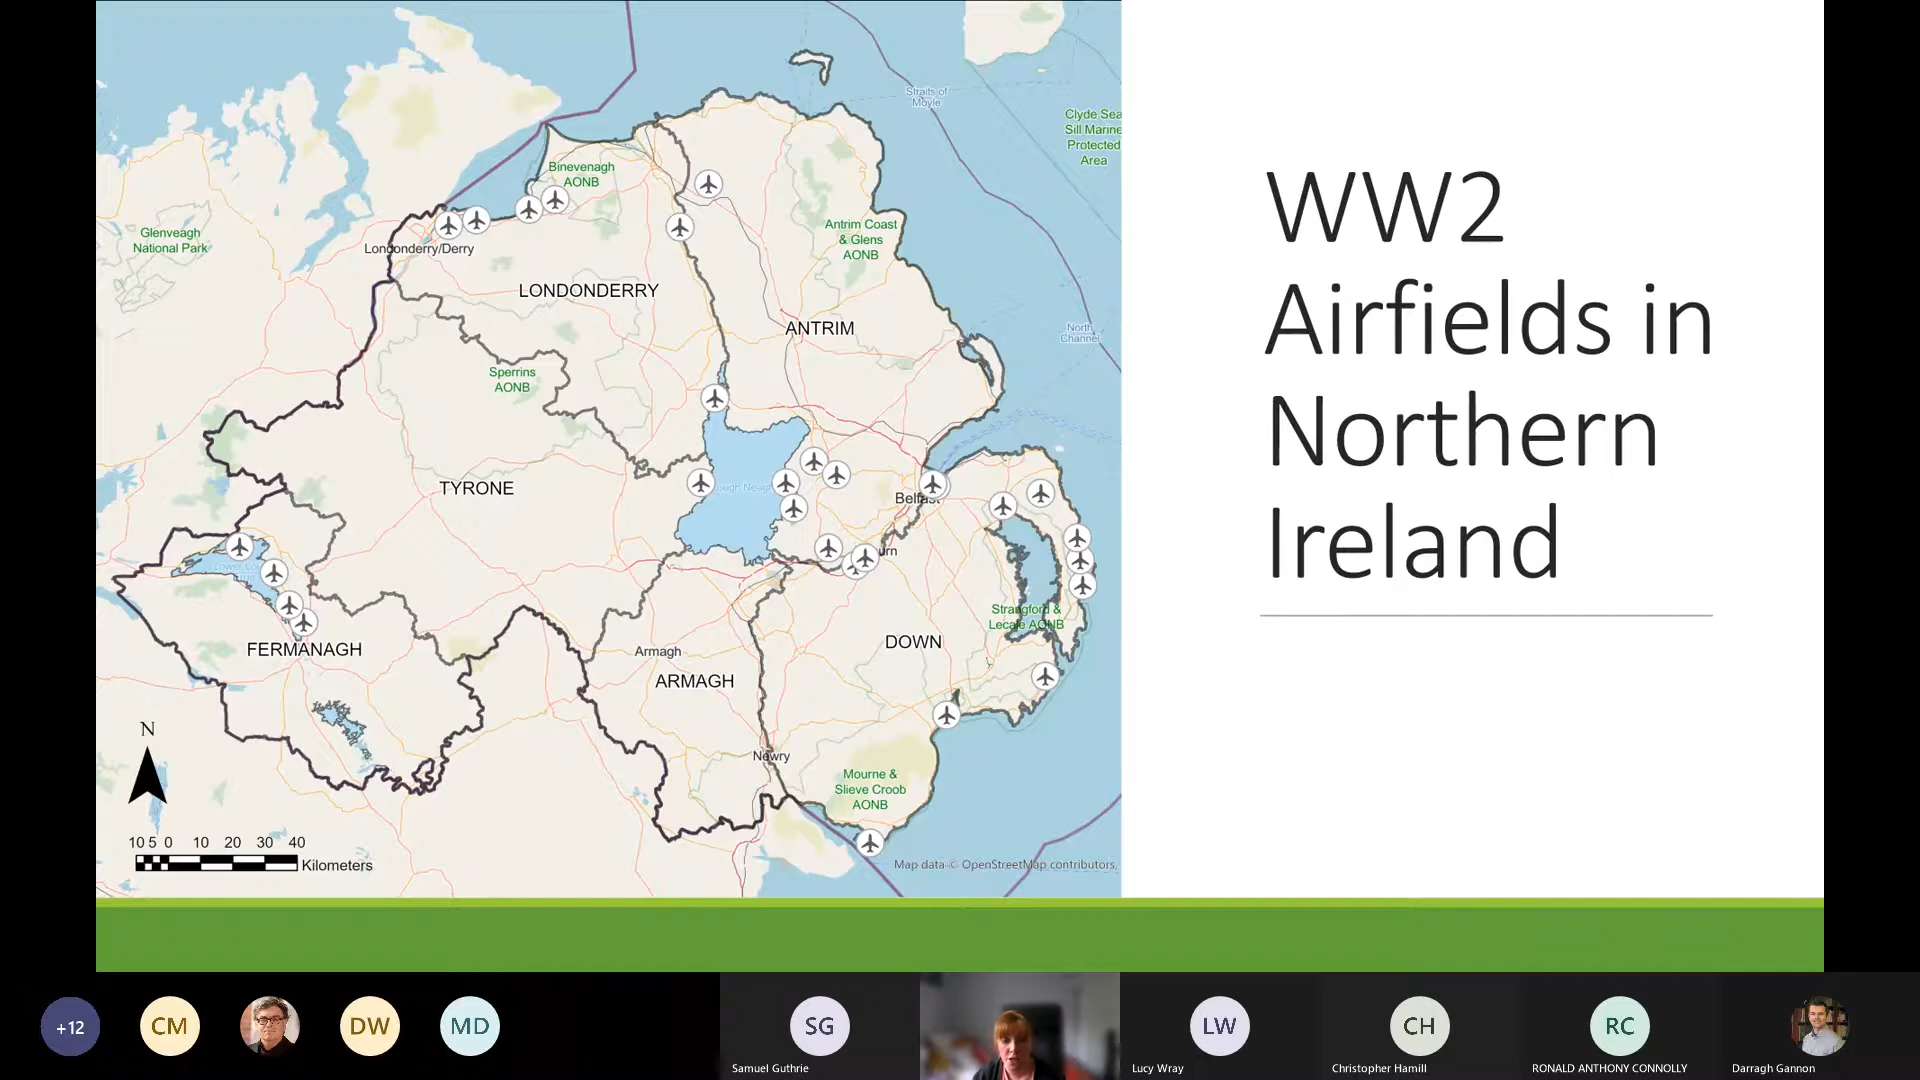 Straits of
Moyle
Clyde Sea
Sill Marine
Protected
Area
Binevenagh
AONB
Glenveagh
National Park
Londonderry/Derry
Antrim Coast
& Glens
AONB
LONDONDERRY
ANTRIM
North
Channel
Sperrins
AONB
TYRONE
Belfast
urn
Strangford &
Lecale AONB
FERMANAGH
DOWN
Armagh
ARMAGH
N
Newry
Mourne &
Slieve Croob
AONB
10 5 0 10 20 30 40
Kilometers
Map data © OpenStreetMap contributors,
WW2
Airfields in
Northern
Ireland
+12
CM
DW
MD
SG
Samuel Guthrie
LW
Lucy Wray
CH
Christopher Hamill
RC
RONALD ANTHONY CONNOLLY
Darragh Gannon